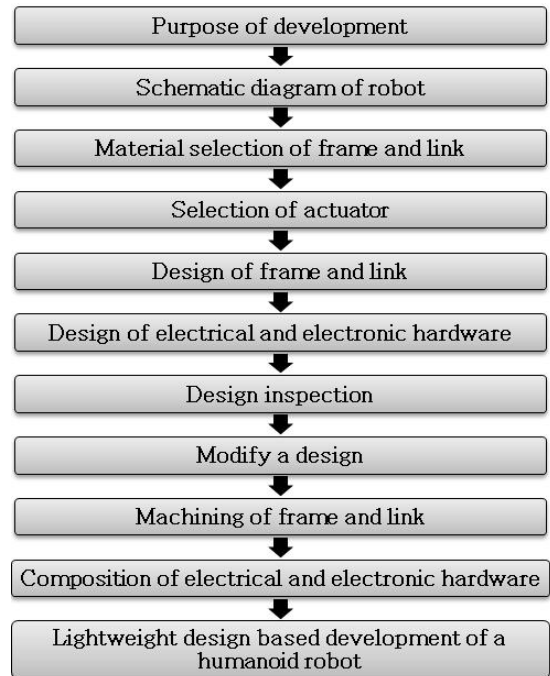 Purpose of development
Schematic diagram of robot
Material selection of frame and link
Selection of actuator
Design of frame and link
Design of electrical and electronic hardware
Design inspection
Modify a design
Machining of frame and link
Composition of electrical and electronic hardware
Lightweight design based development of a
humanoid robot